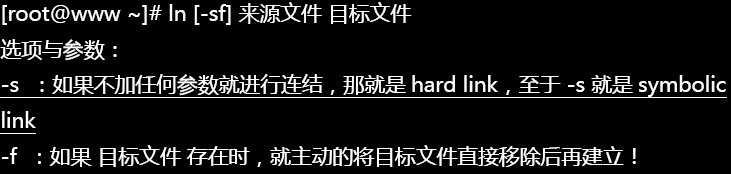 [root@www ~]# ln [-sf] 来源文件 目标文件
选项与参数：
-s ：如果不加任何参数就进行连结，那就是 hard link，至于 -s 就是 symbolic
link
-f ：如果 目标文件 存在时，就主动的将目标文件直接移除后再建立！